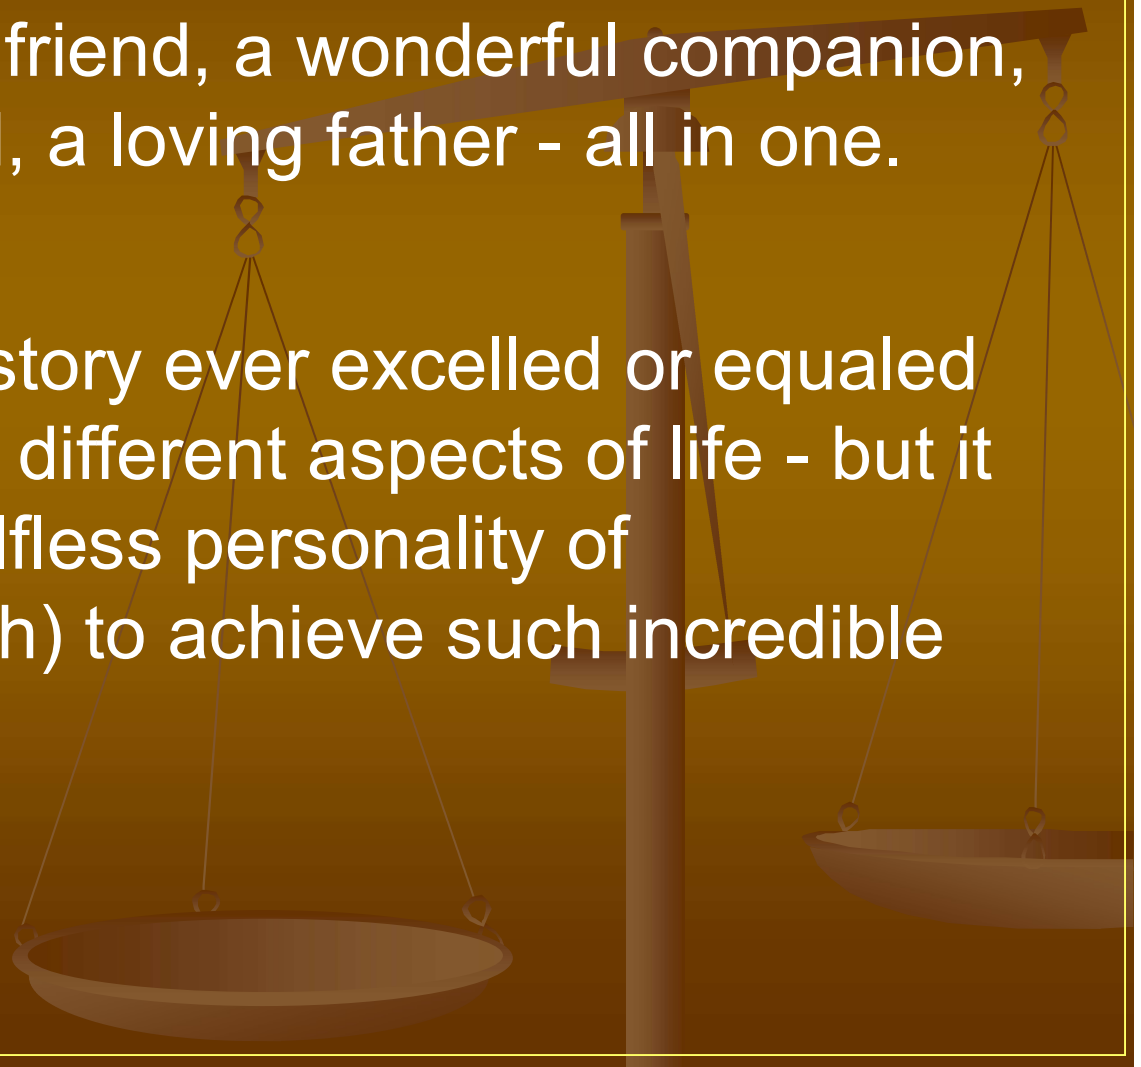 friend, a wonderful companion,
, a loving father - all in one.
story ever excelled or equaled
different aspects of life - but it
lfless personality of
h) to achieve such incredible